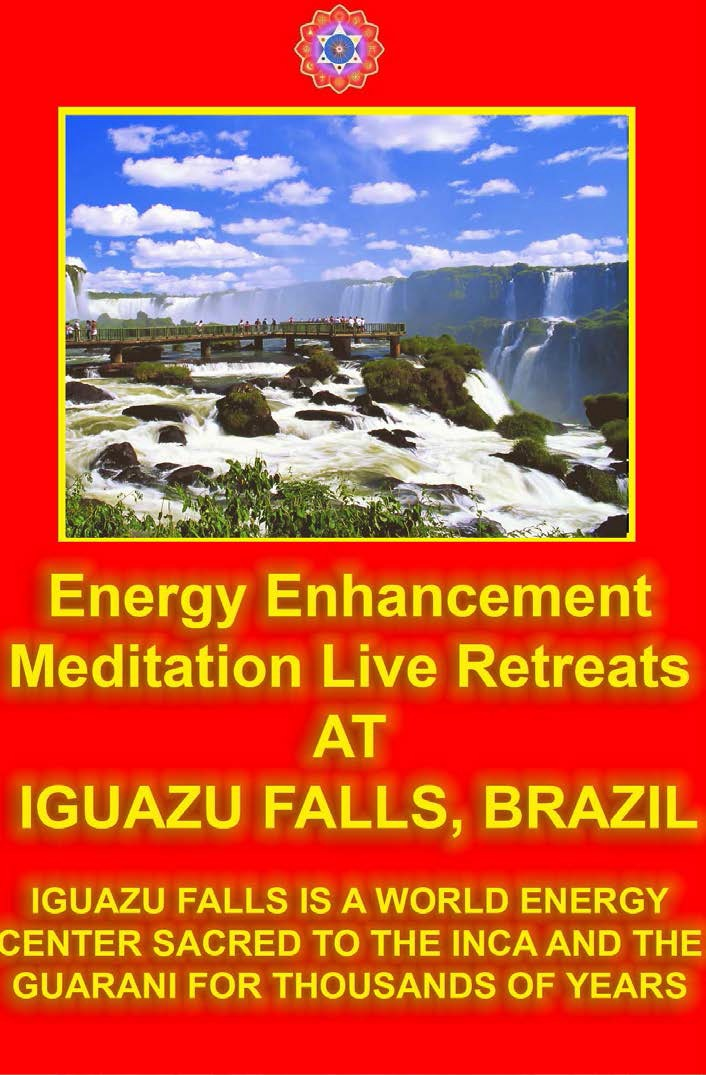 Energy Enhancement
Meditation Live Retreats
AT
IGUAZU FALLS, BRAZIL
IGUAZU FALLS IS A WORLD ENERGY
CENTER SACRED TO THE INCA AND THE
GUARANI FOR THOUSANDS OF YEARS